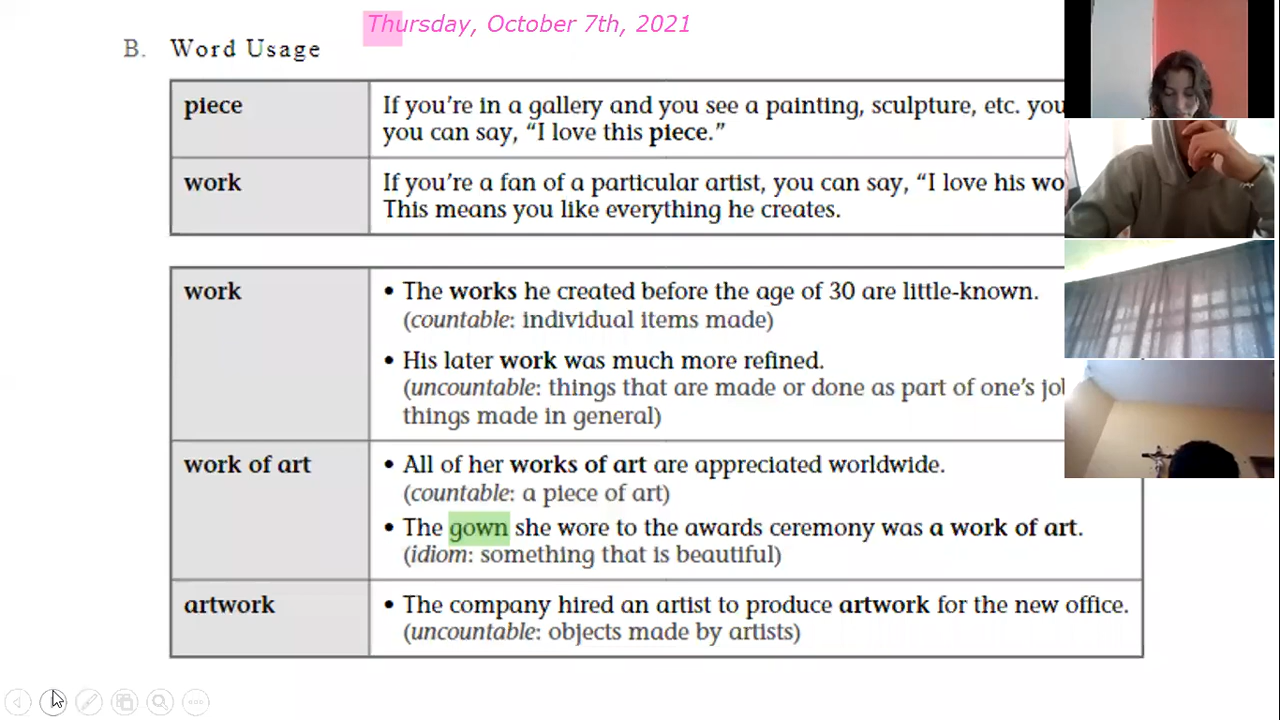 Thursday, October 7th, 2021
B. Word Usage
piece
If you're in a gallery and you see a painting, sculpture, etc. you
you can say, “I love this piece.”
work
If you're a fan of a particular artist, you can say, “I love his wo
This means you like everything he creates.
work
• The works he created before the age of 30 are little-known.
(countable: individual items made)
• His later work was much more refined.
(uncountable: things that are made or done as part of one's jo
things made in general)
work of art
• All of her works of art are appreciated worldwide.
(countable: a piece of art)
• The gown she wore to the awards ceremony was a work of art.
(idiom: something that is beautiful)
artwork
• The company hired an artist to produce artwork for the new office.
(uncountable: objects made by artists)